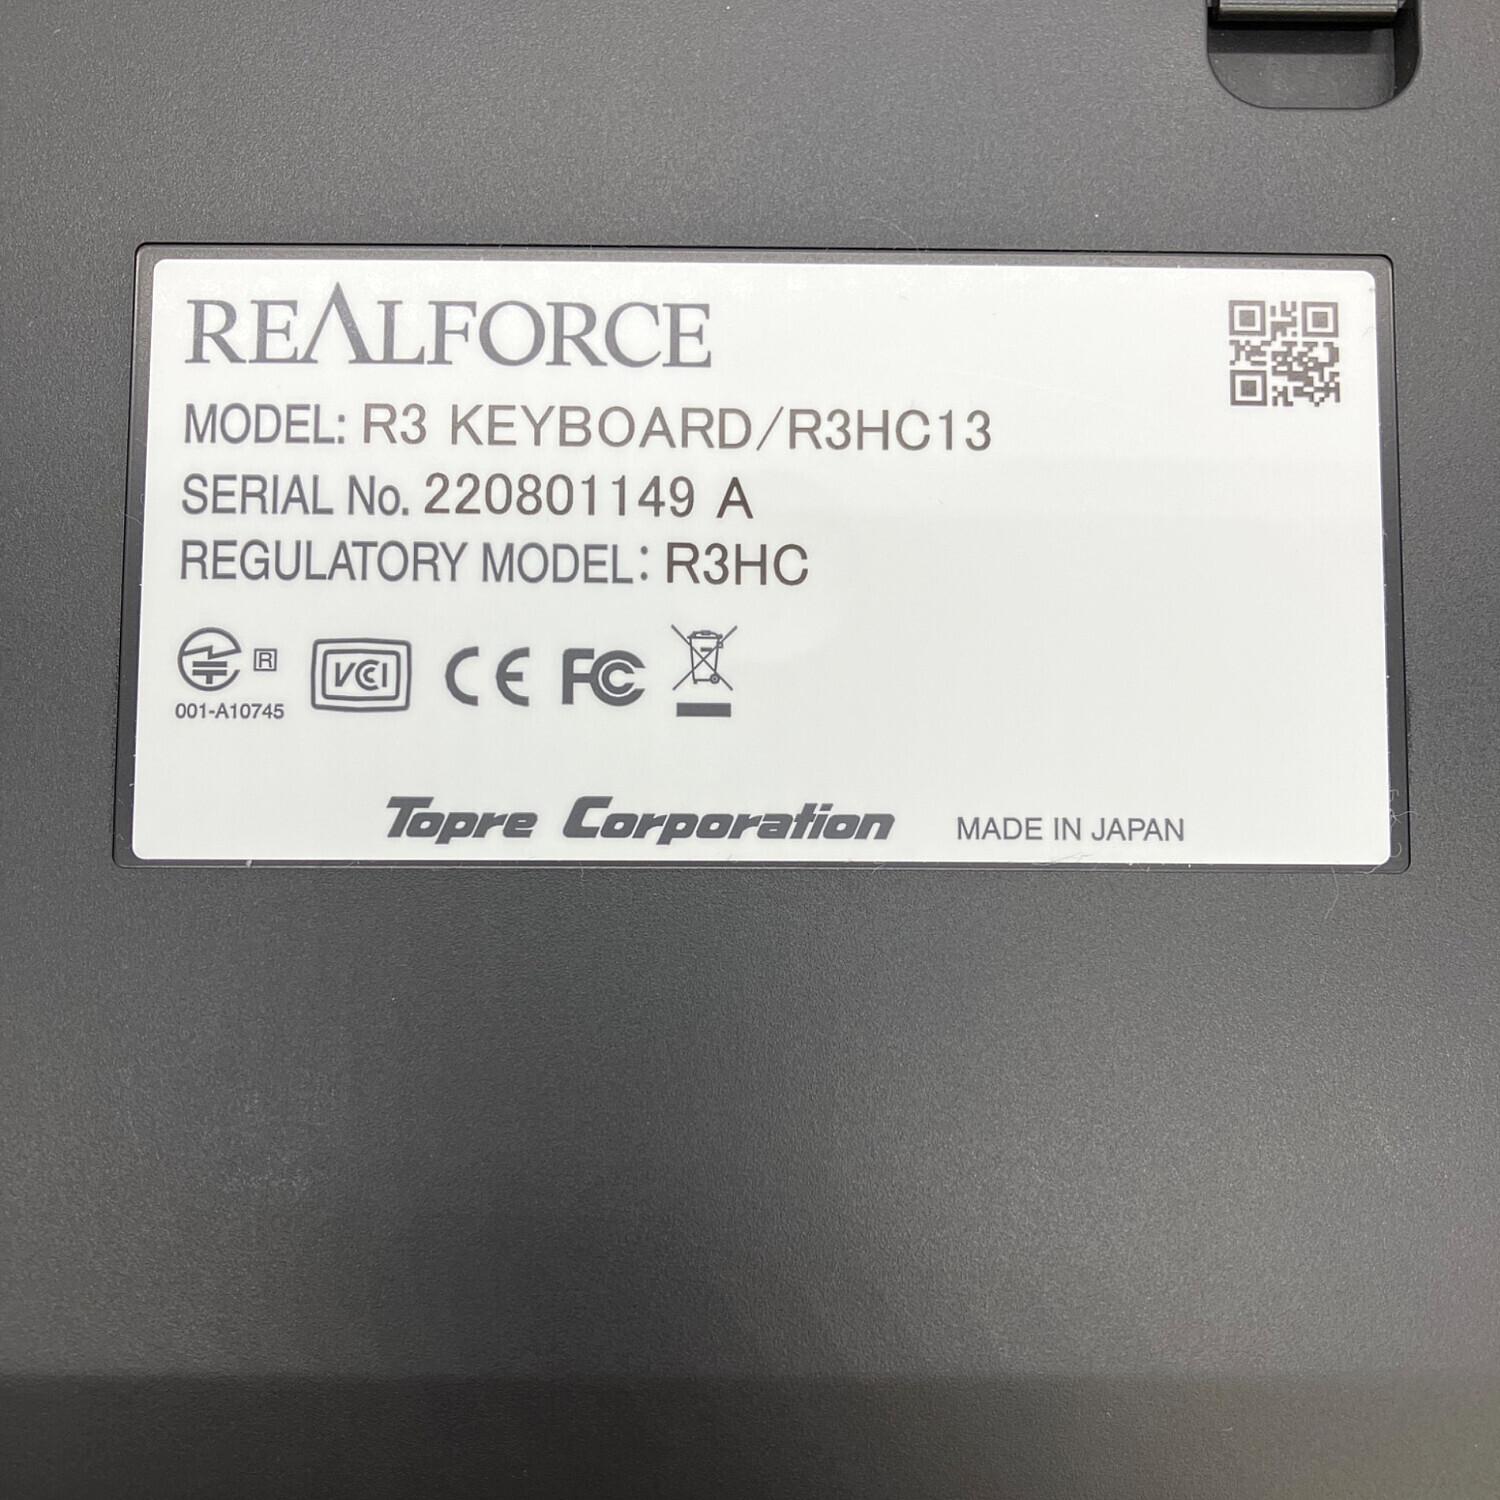 REALFORCE
MODEL: R3 KEYBOARD/R3HC13
SERIAL No. 220801149 A
REGULATORY MODEL: R3HC
R VCI CE FC
001-A10745
Topre Corporation MADE IN JAPAN